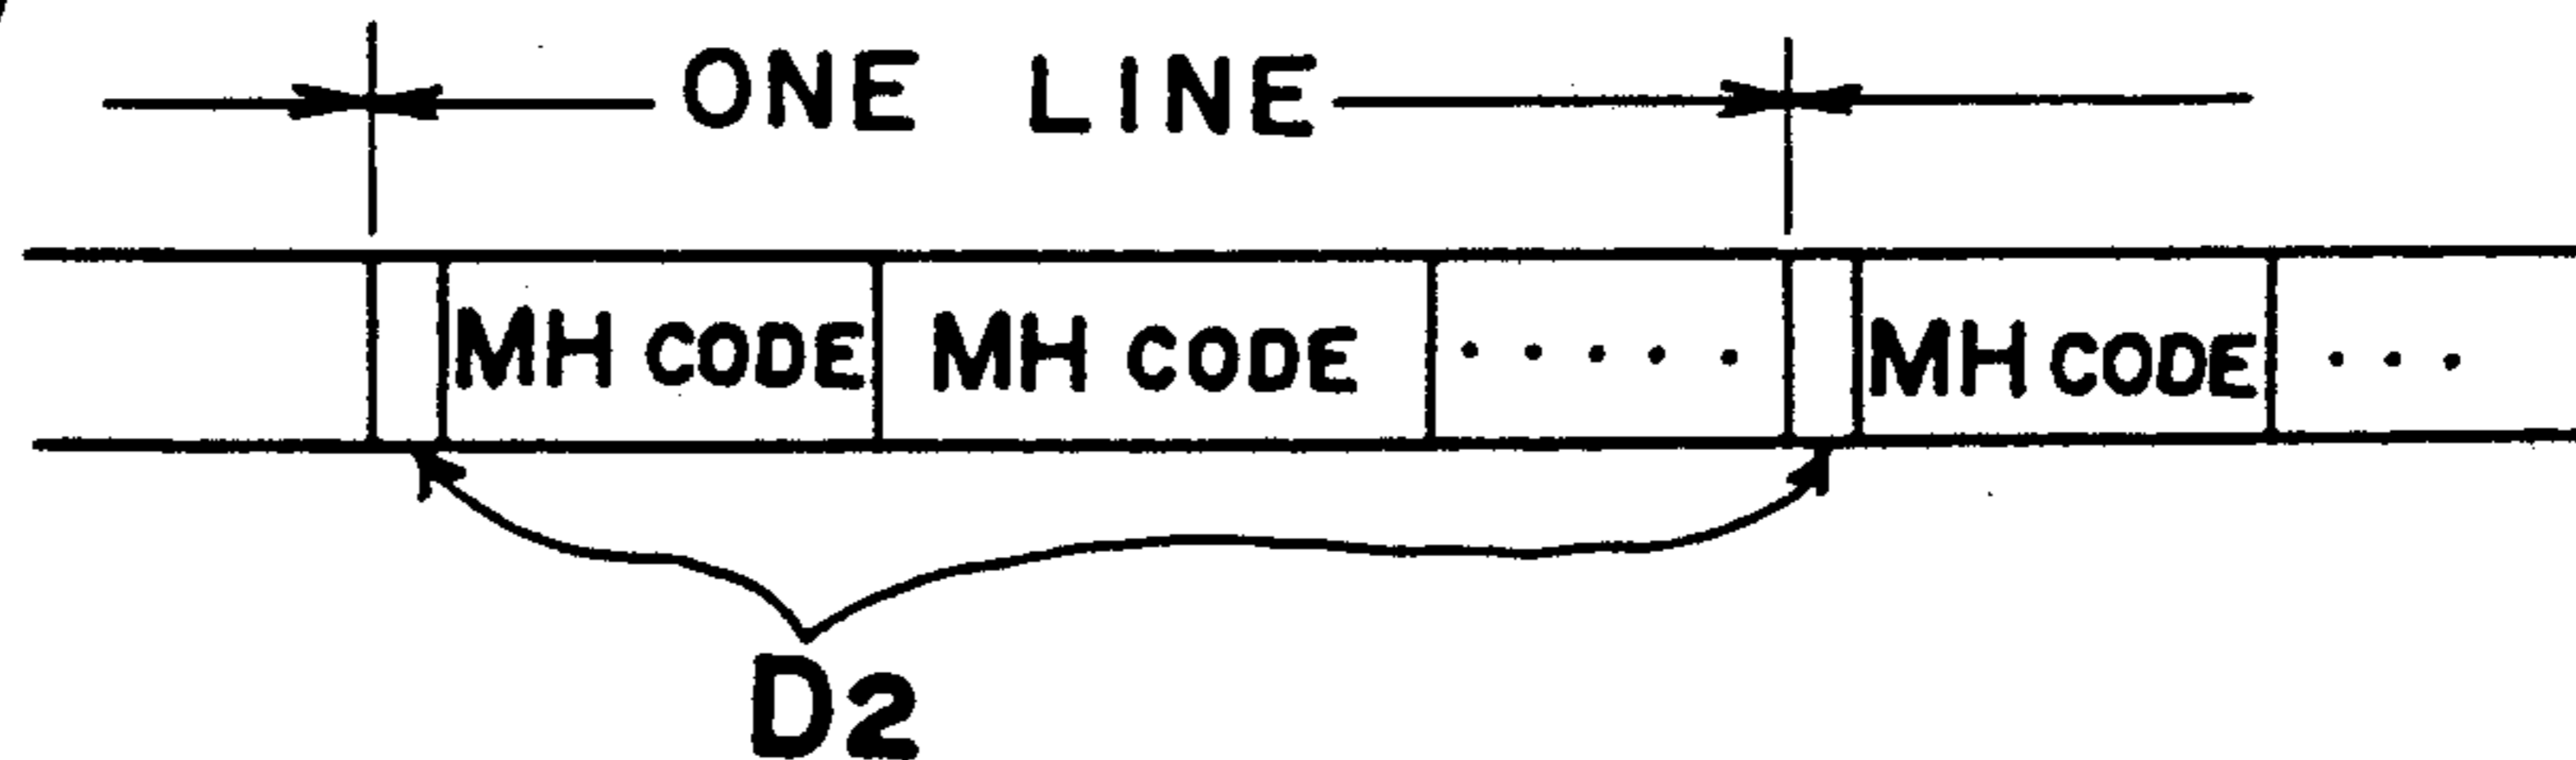 ONE LINE
MH CODE MH CODE ..... MH CODE ...
D2